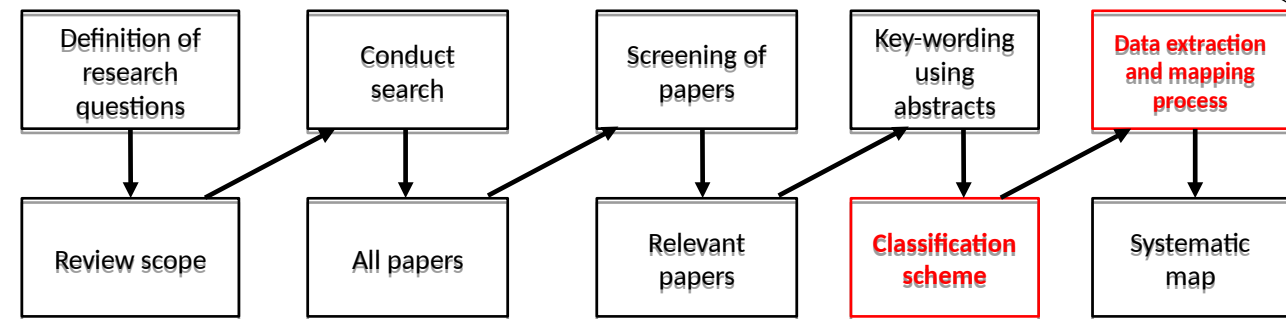 Definition of
research
questions
Conduct
search
Screening of
papers
Key-wording
using
abstracts
Data extraction
and mapping
process
Review scope
All papers
Relevant
papers
Classification
scheme
Systematic
map